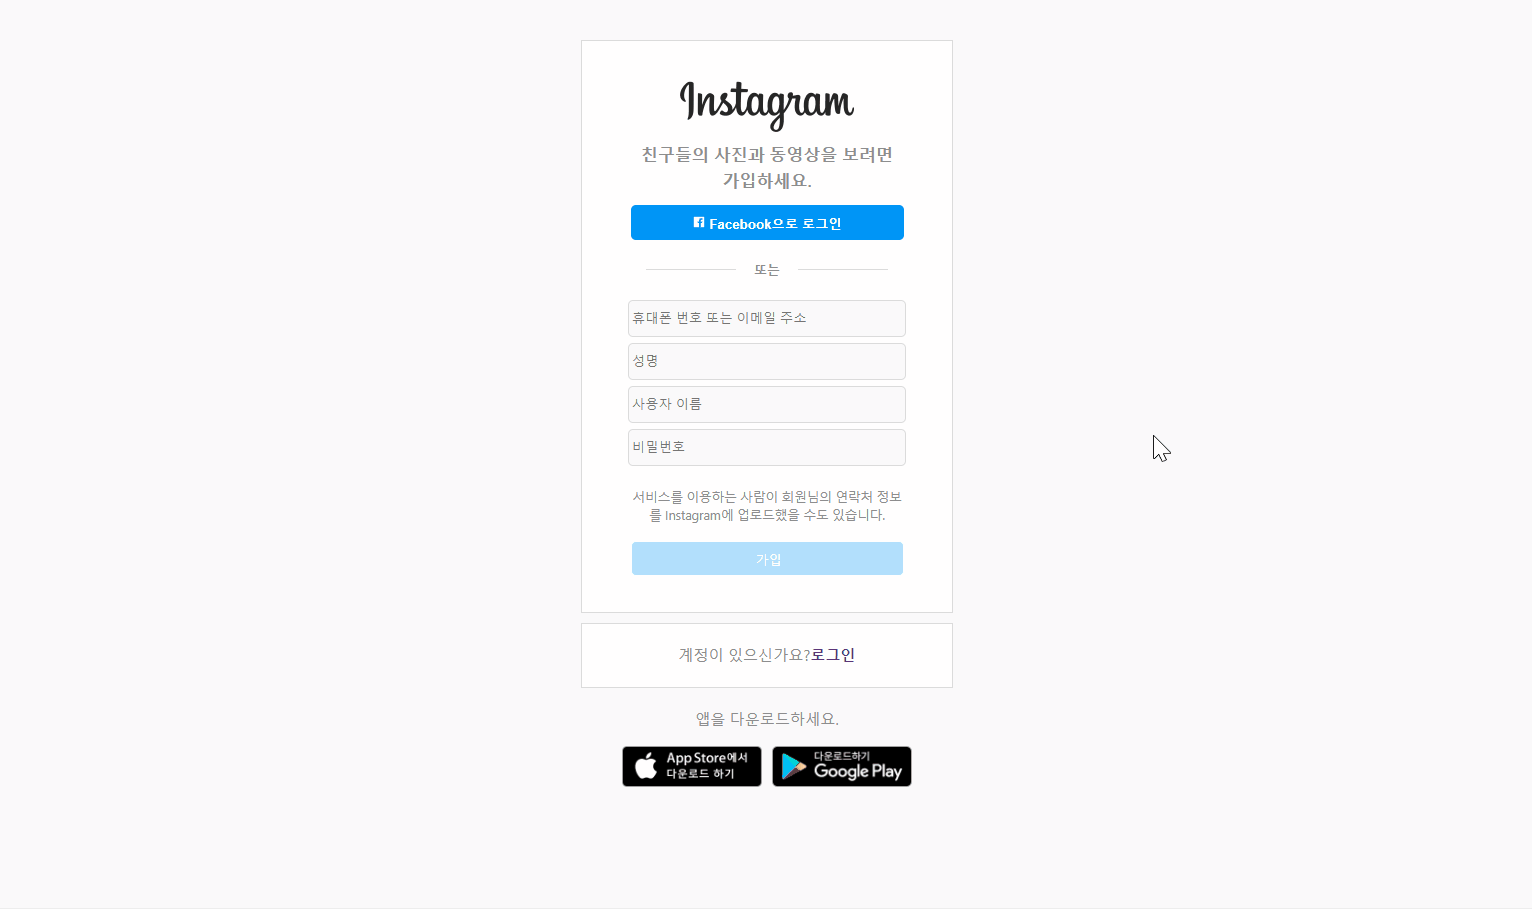 Instagram
친구들의 사진과 동영상을 보려면
가입하세요.
Facebook으로 로그인
또는
휴대폰 번호 또는 이메일 주소
성명
사용자 이름
비밀번호
서비스를 이용하는 사람이 회원님의 연락처 정보
를 Instagram에 업로드했을 수도 있습니다.
가입
계정이 있으신가요?로그인
앱을 다운로드하세요.
App Store에서
다운로드 하기
다운로드하기
Google Play